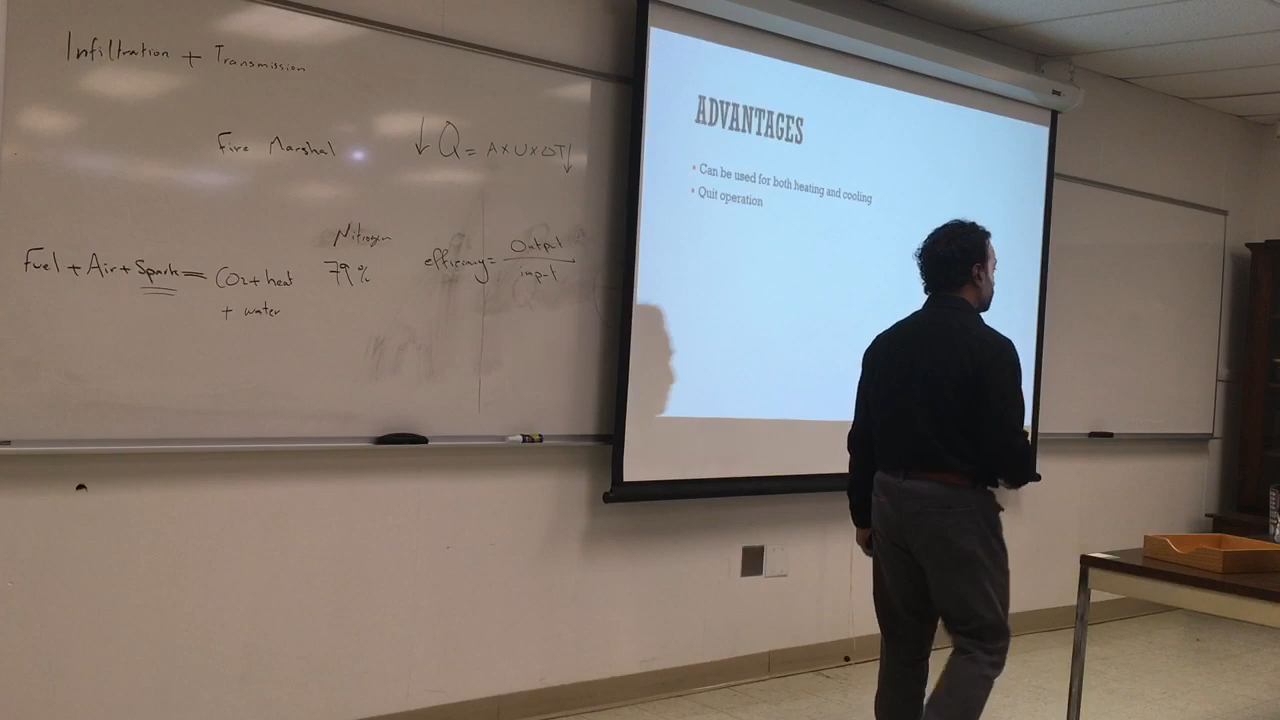 Infiltration + Transmission
Fire Marshal
↓ Q = A x U x ΔT↓
Nitrogen
79%
Fuel + Air + Spark = CO2 + heat
+ water
efficiency = Output
input
ADVANTAGES
• Can be used for both heating and cooling
• Quit operation